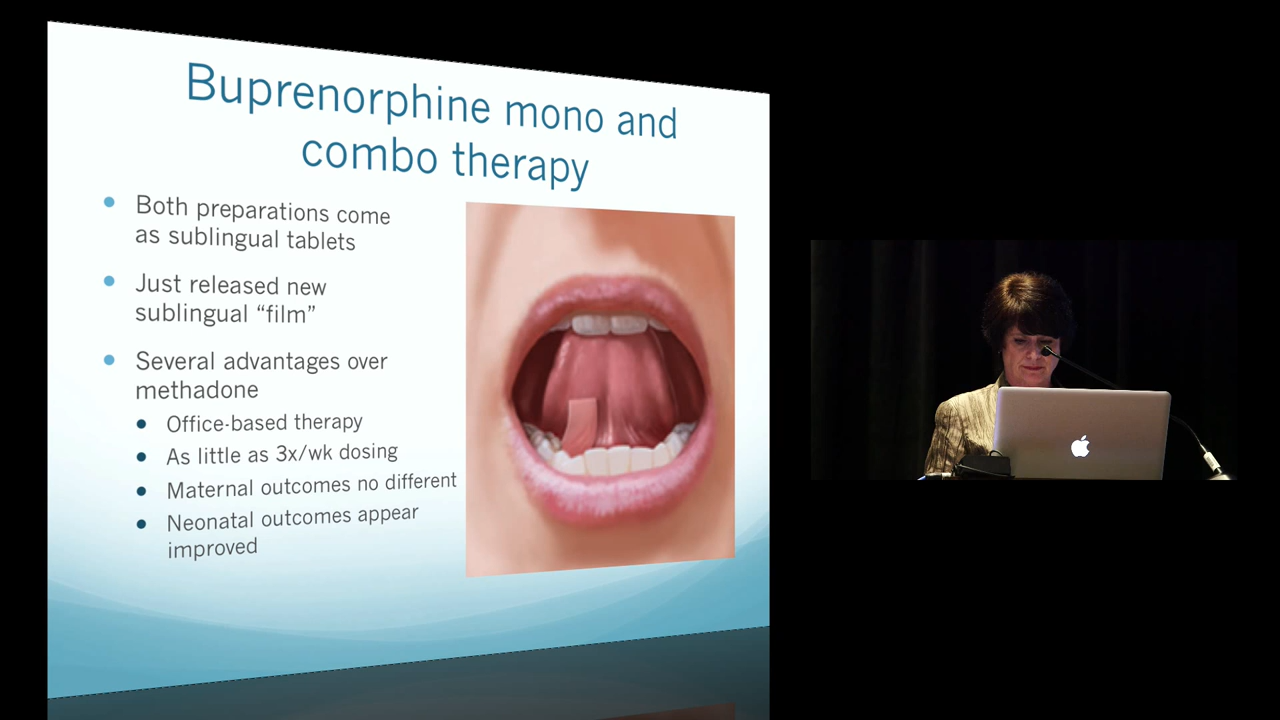 Buprenorphine mono and
combo therapy
Both preparations come
as sublingual tablets
Just released new
sublingual “film”
Several advantages over
methadone
Office-based therapy
As little as 3x/wk dosing
Maternal outcomes no different
Neonatal outcomes appear
improved